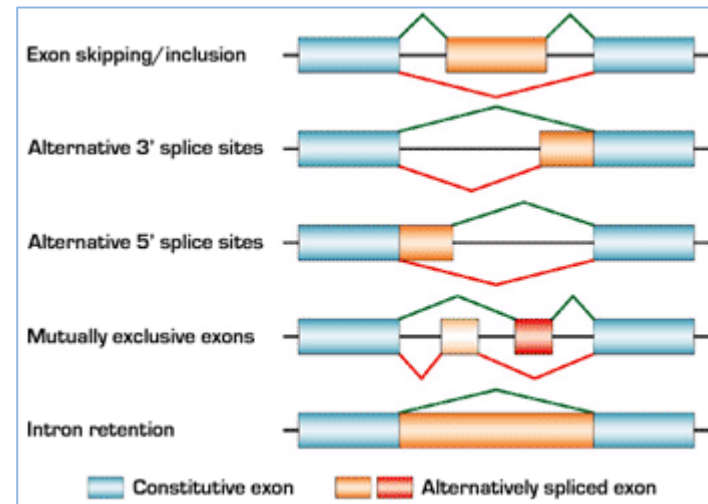 Exon skipping/inclusion
Alternative 3' splice sites
Alternative 5' splice sites
Mutually exclusive exons
Intron retention
Constitutive exon
Alternatively spliced exon